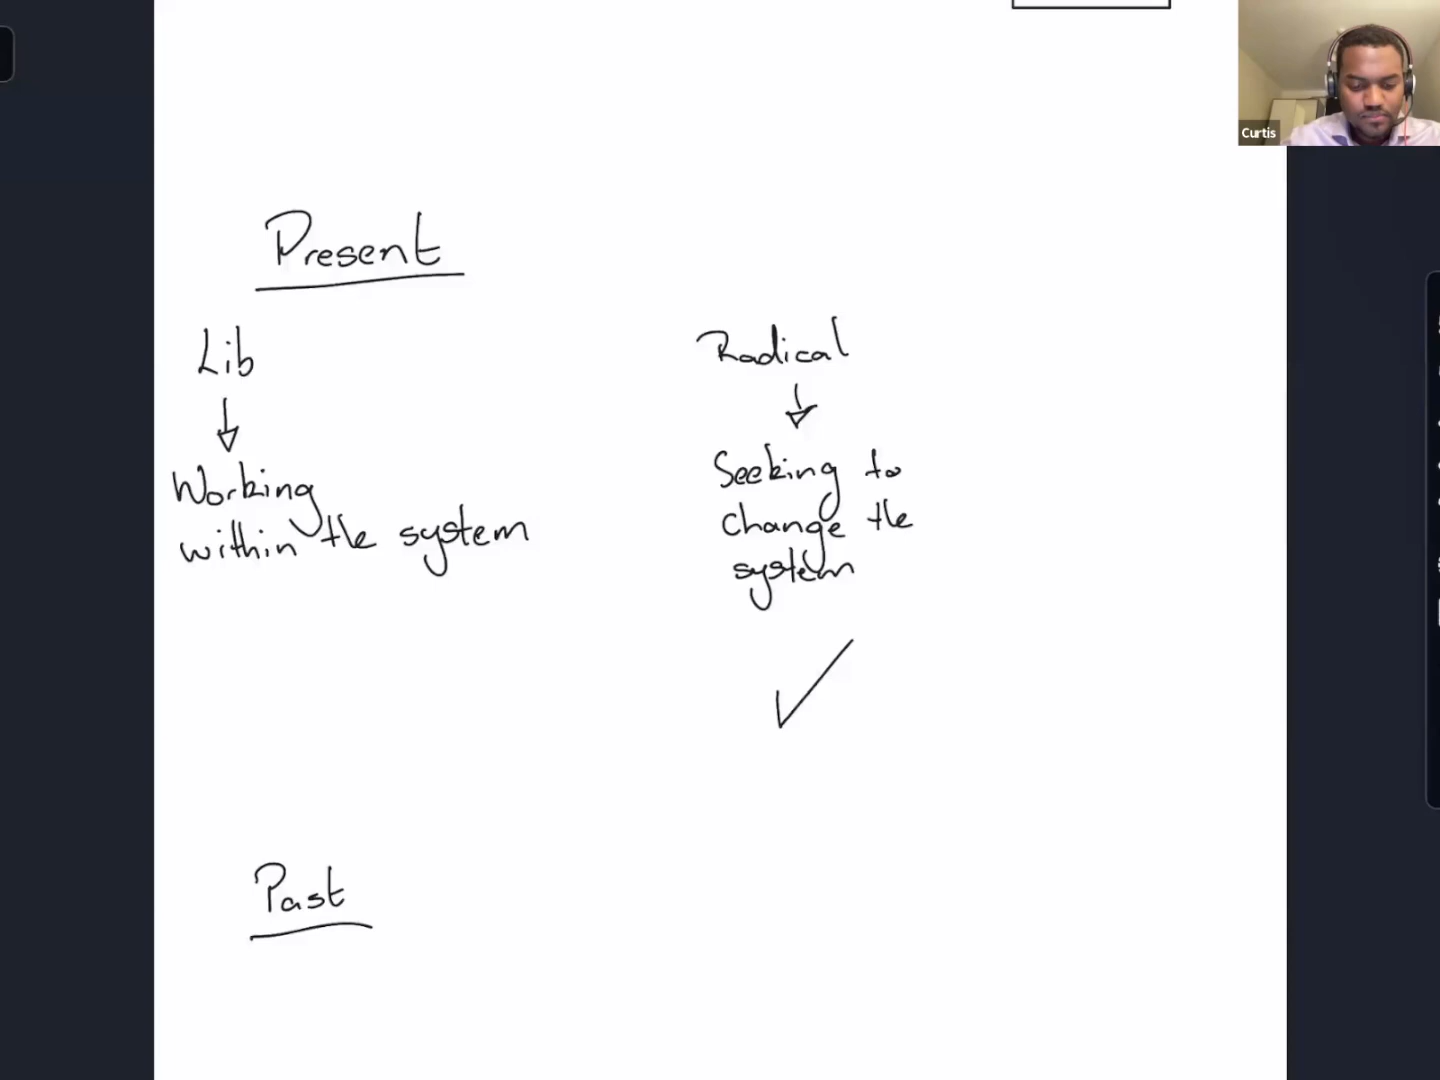 Curtis
Present
Lib
Working
within the system
Radical
Seeking to
change the
system
Past